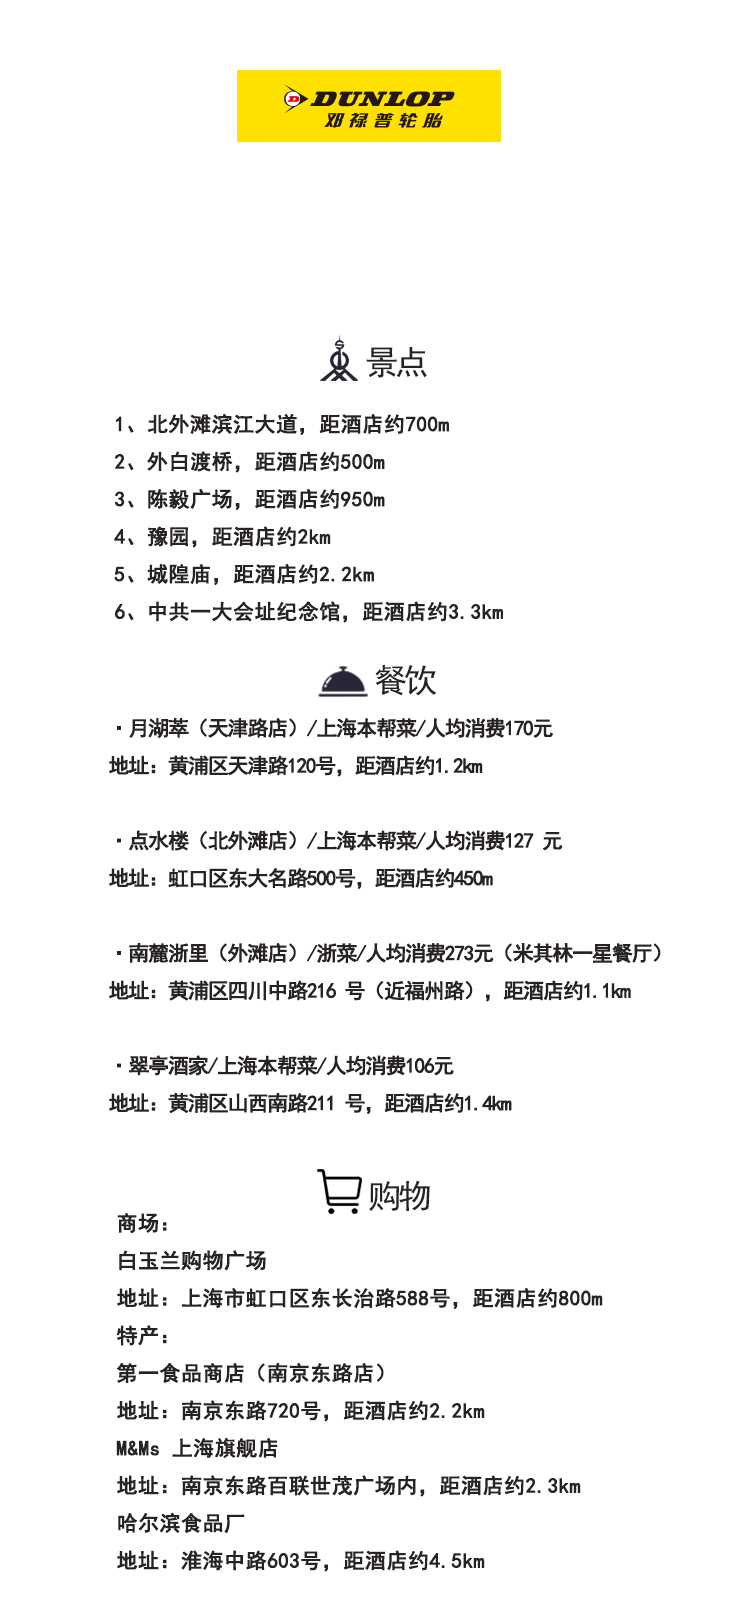 DUNLOP
邓禄普轮胎
景点
1、北外滩滨江大道，距酒店约700m
2、外白渡桥，距酒店约500m
3、陈毅广场，距酒店约950m
4、豫园，距酒店约2km
5、城隍庙，距酒店约2.2km
6、中共一大会址纪念馆，距酒店约3.3km
餐饮
·月湖萃（天津路店）/上海本帮菜/人均消费170元
地址：黄浦区天津路120号，距酒店约1.2km
·点水楼（北外滩店）/上海本帮菜/人均消费127 元
地址：虹口区东大名路500号，距酒店约450m
·南麓浙里（外滩店）/浙菜/人均消费273元（米其林一星餐厅）
地址：黄浦区四川中路216 号（近福州路），距酒店约1.1km
·翠亭酒家/上海本帮菜/人均消费106元
地址：黄浦区山西南路211 号，距酒店约1.4km
购物
商场：
白玉兰购物广场
地址：上海市虹口区东长治路588号，距酒店约800m
特产：
第一食品商店（南京东路店）
地址：南京东路720号，距酒店约2.2km
M&Ms 上海旗舰店
地址：南京东路百联世茂广场内，距酒店约2.3km
哈尔滨食品厂
地址：淮海中路603号，距酒店约4.5km